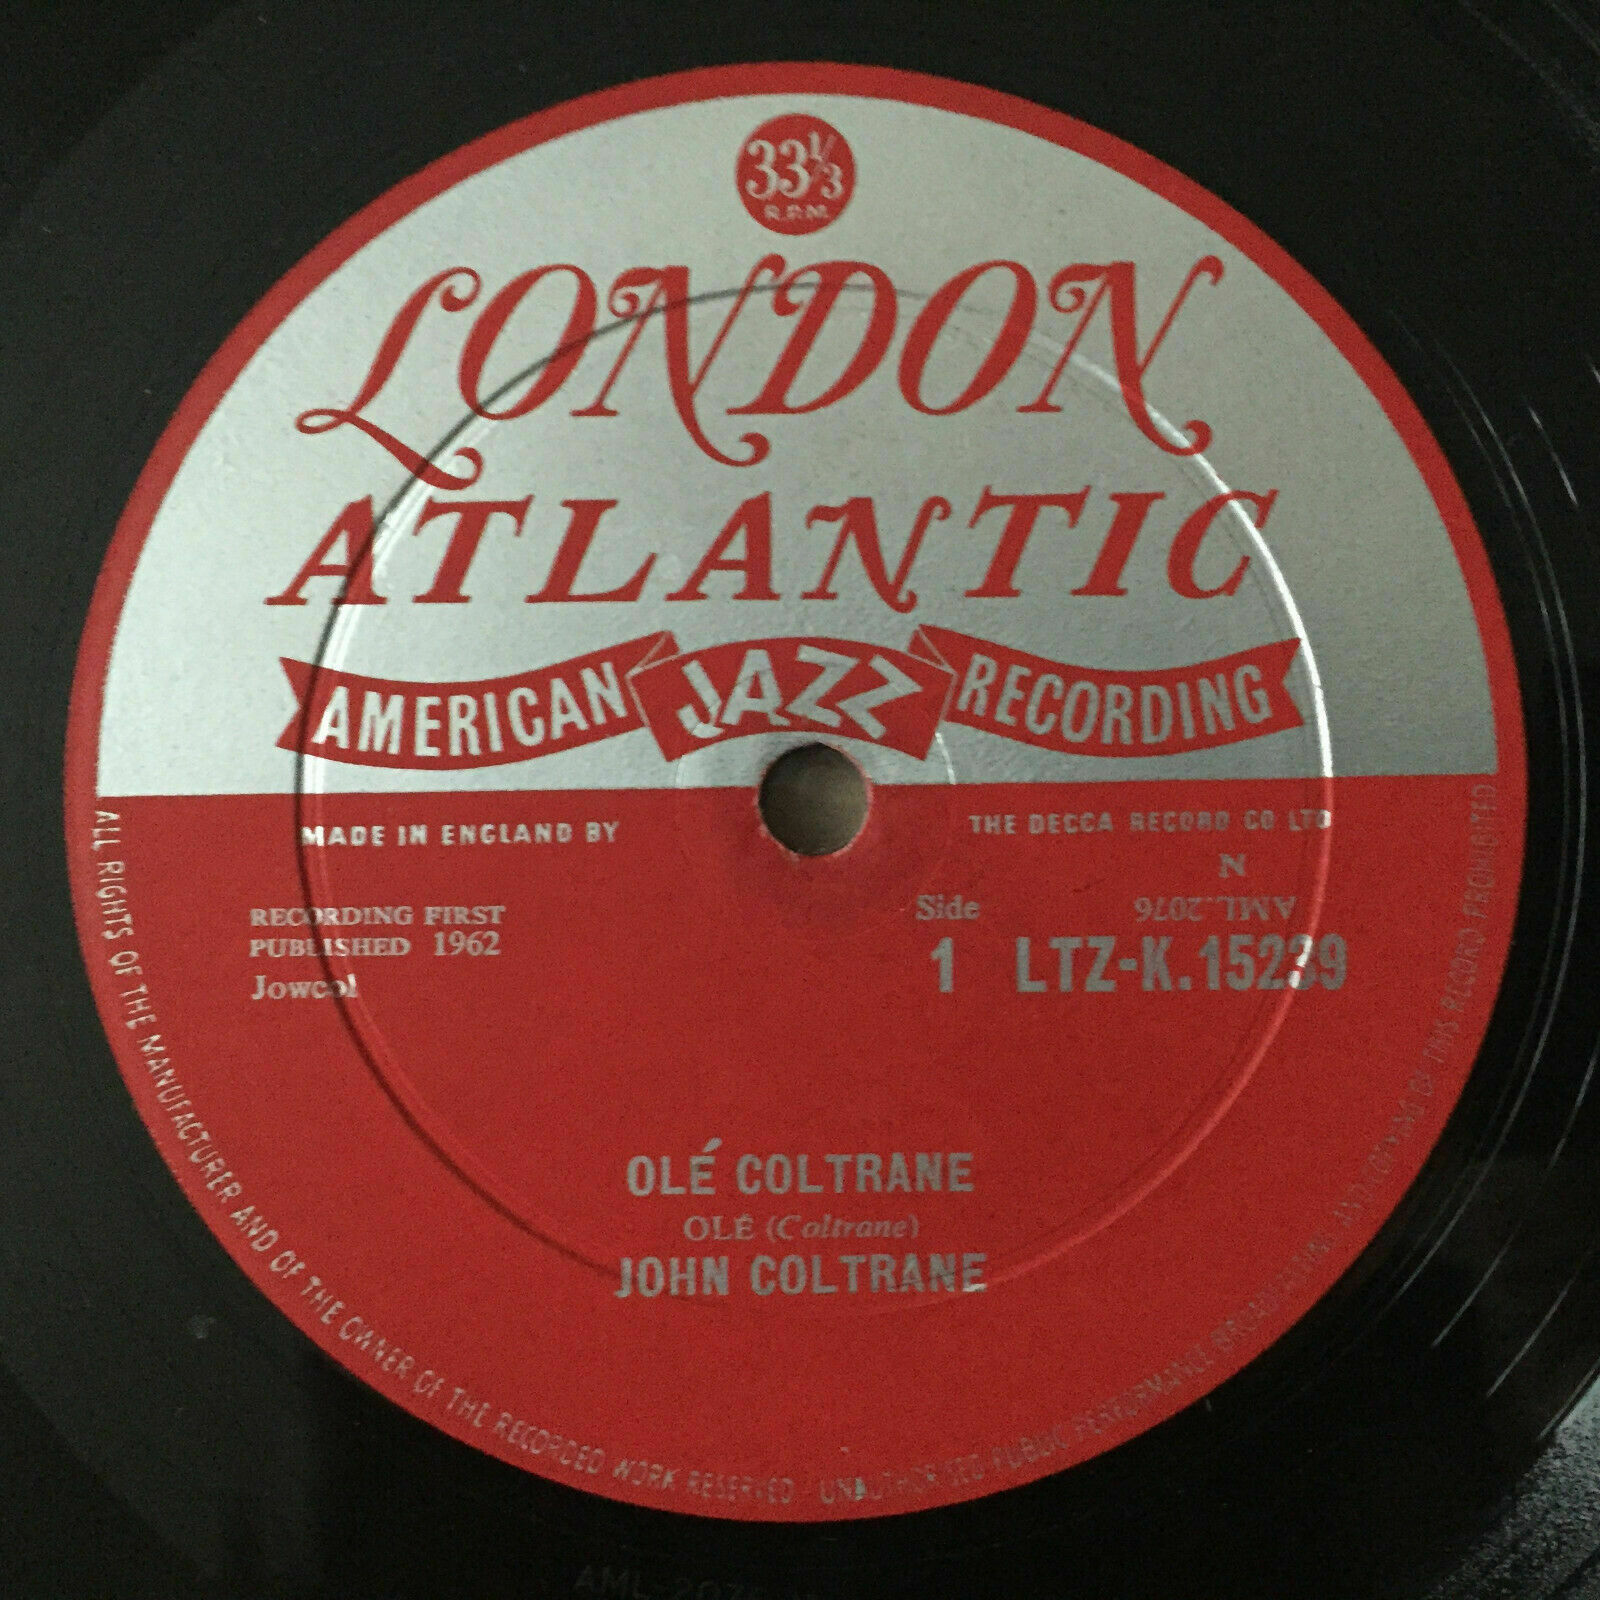 33⅓
R.P.M.
LONDON
ATLANTIC
AMERICAN JAZZ RECORDING
MADE IN ENGLAND BY THE DECCA RECORD CO LTD
N
AML.2076
RECORDING FIRST
PUBLISHED 1962
Jowcol
Side
1 LTZ-K.15239
OLÉ COLTRANE
OLÉ (Coltrane)
JOHN COLTRANE
ALL RIGHTS OF THE MANUFACTURER AND OF THE OWNER OF THE RECORDED WORK RESERVED UNAUTHORISED PUBLIC PERFORMANCE BROADCASTING AND COPYING OF THIS RECORD PROHIBITED